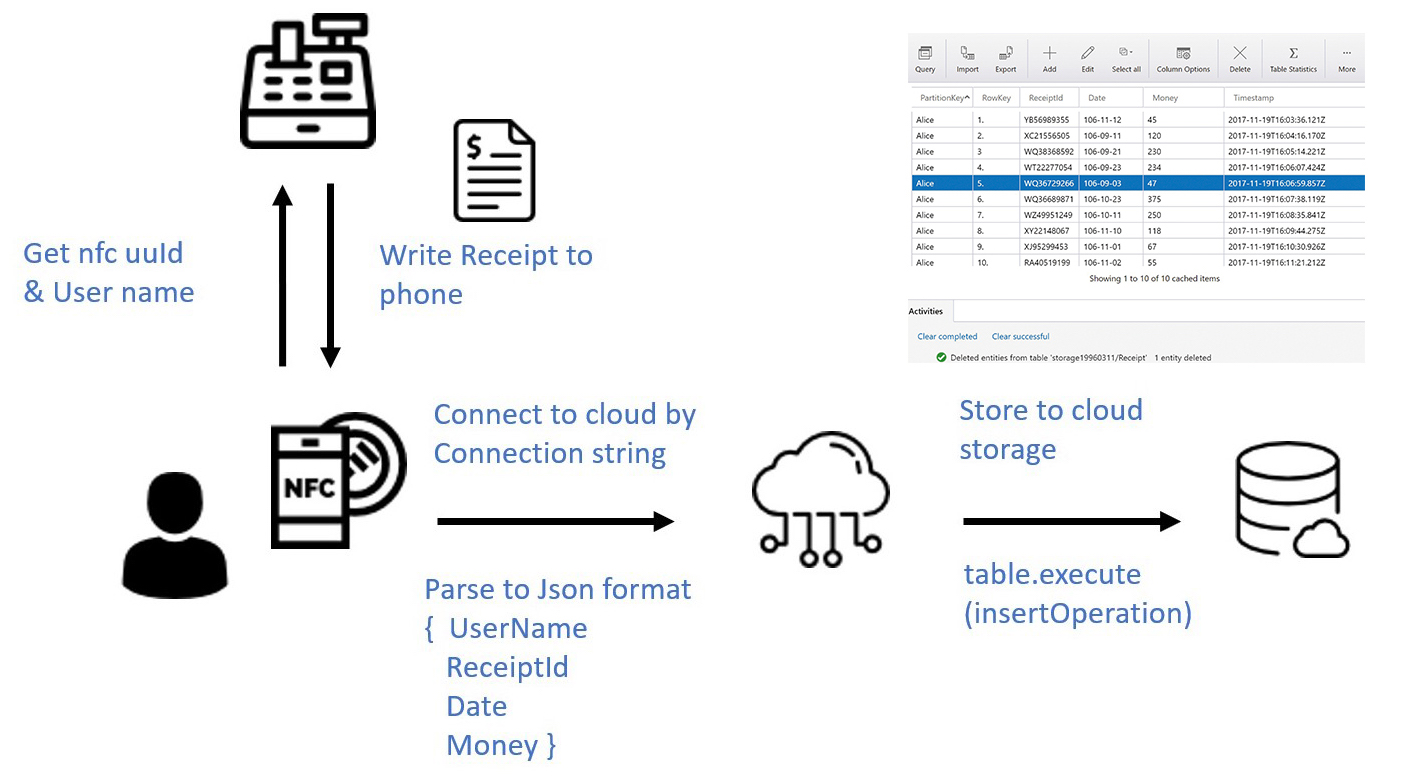 Query Import Export Add Edit Select all Column Options Delete Table Statistics More
PartitionKey RowKey ReceiptId Date Money Timestamp
Alice 1. YB56989355 106-11-12 45 2017-11-19T16:03:36.121Z
Alice 2. XC21556505 106-09-11 120 2017-11-19T16:04:16.170Z
Alice 3 WQ38368592 106-09-21 230 2017-11-19T16:05:14.221Z
Alice 4. WT22277054 106-09-23 234 2017-11-19T16:06:07.424Z
Alice 5. WQ36729266 106-09-03 47 2017-11-19T16:06:59.857Z
Alice 6. WQ36689871 106-10-23 375 2017-11-19T16:07:38.119Z
Alice 7. WZ49951249 106-10-11 250 2017-11-19T16:08:35.841Z
Alice 8. XY22148067 106-11-10 118 2017-11-19T16:09:44.275Z
Alice 9. XJ95299453 106-11-01 67 2017-11-19T16:10:30.926Z
Alice 10. RA40519199 106-11-02 55 2017-11-19T16:11:21.212Z
Showing 1 to 10 of 10 cached items
Activities
Clear completed Clear successful
Deleted entities from table 'storage19960311/Receipt' 1 entity deleted
$
Get nfc uuId
& User name
Write Receipt to
phone
NFC
Connect to cloud by
Connection string
Parse to Json format
{ UserName
ReceiptId
Date
Money }
Store to cloud
storage
table.execute
(insertOperation)